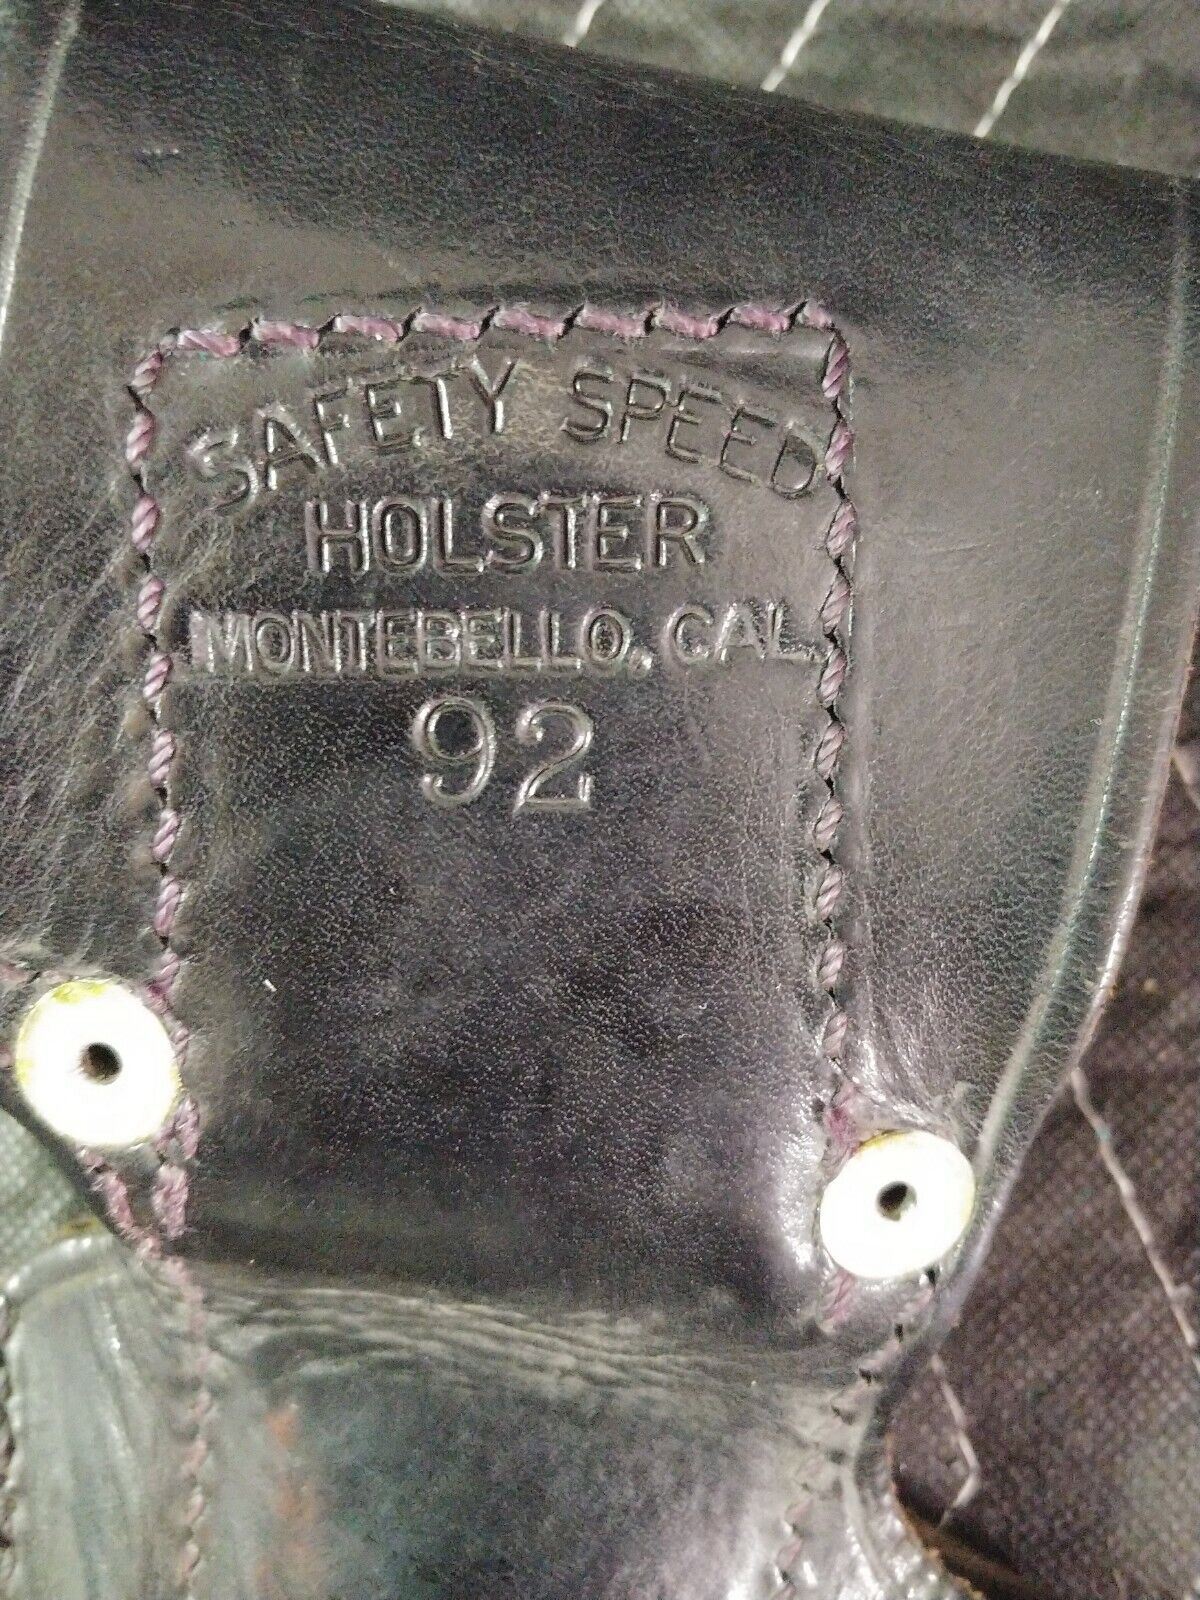 SAFETY SPEED
HOLSTER
MONTEBELLO, CAL.
92